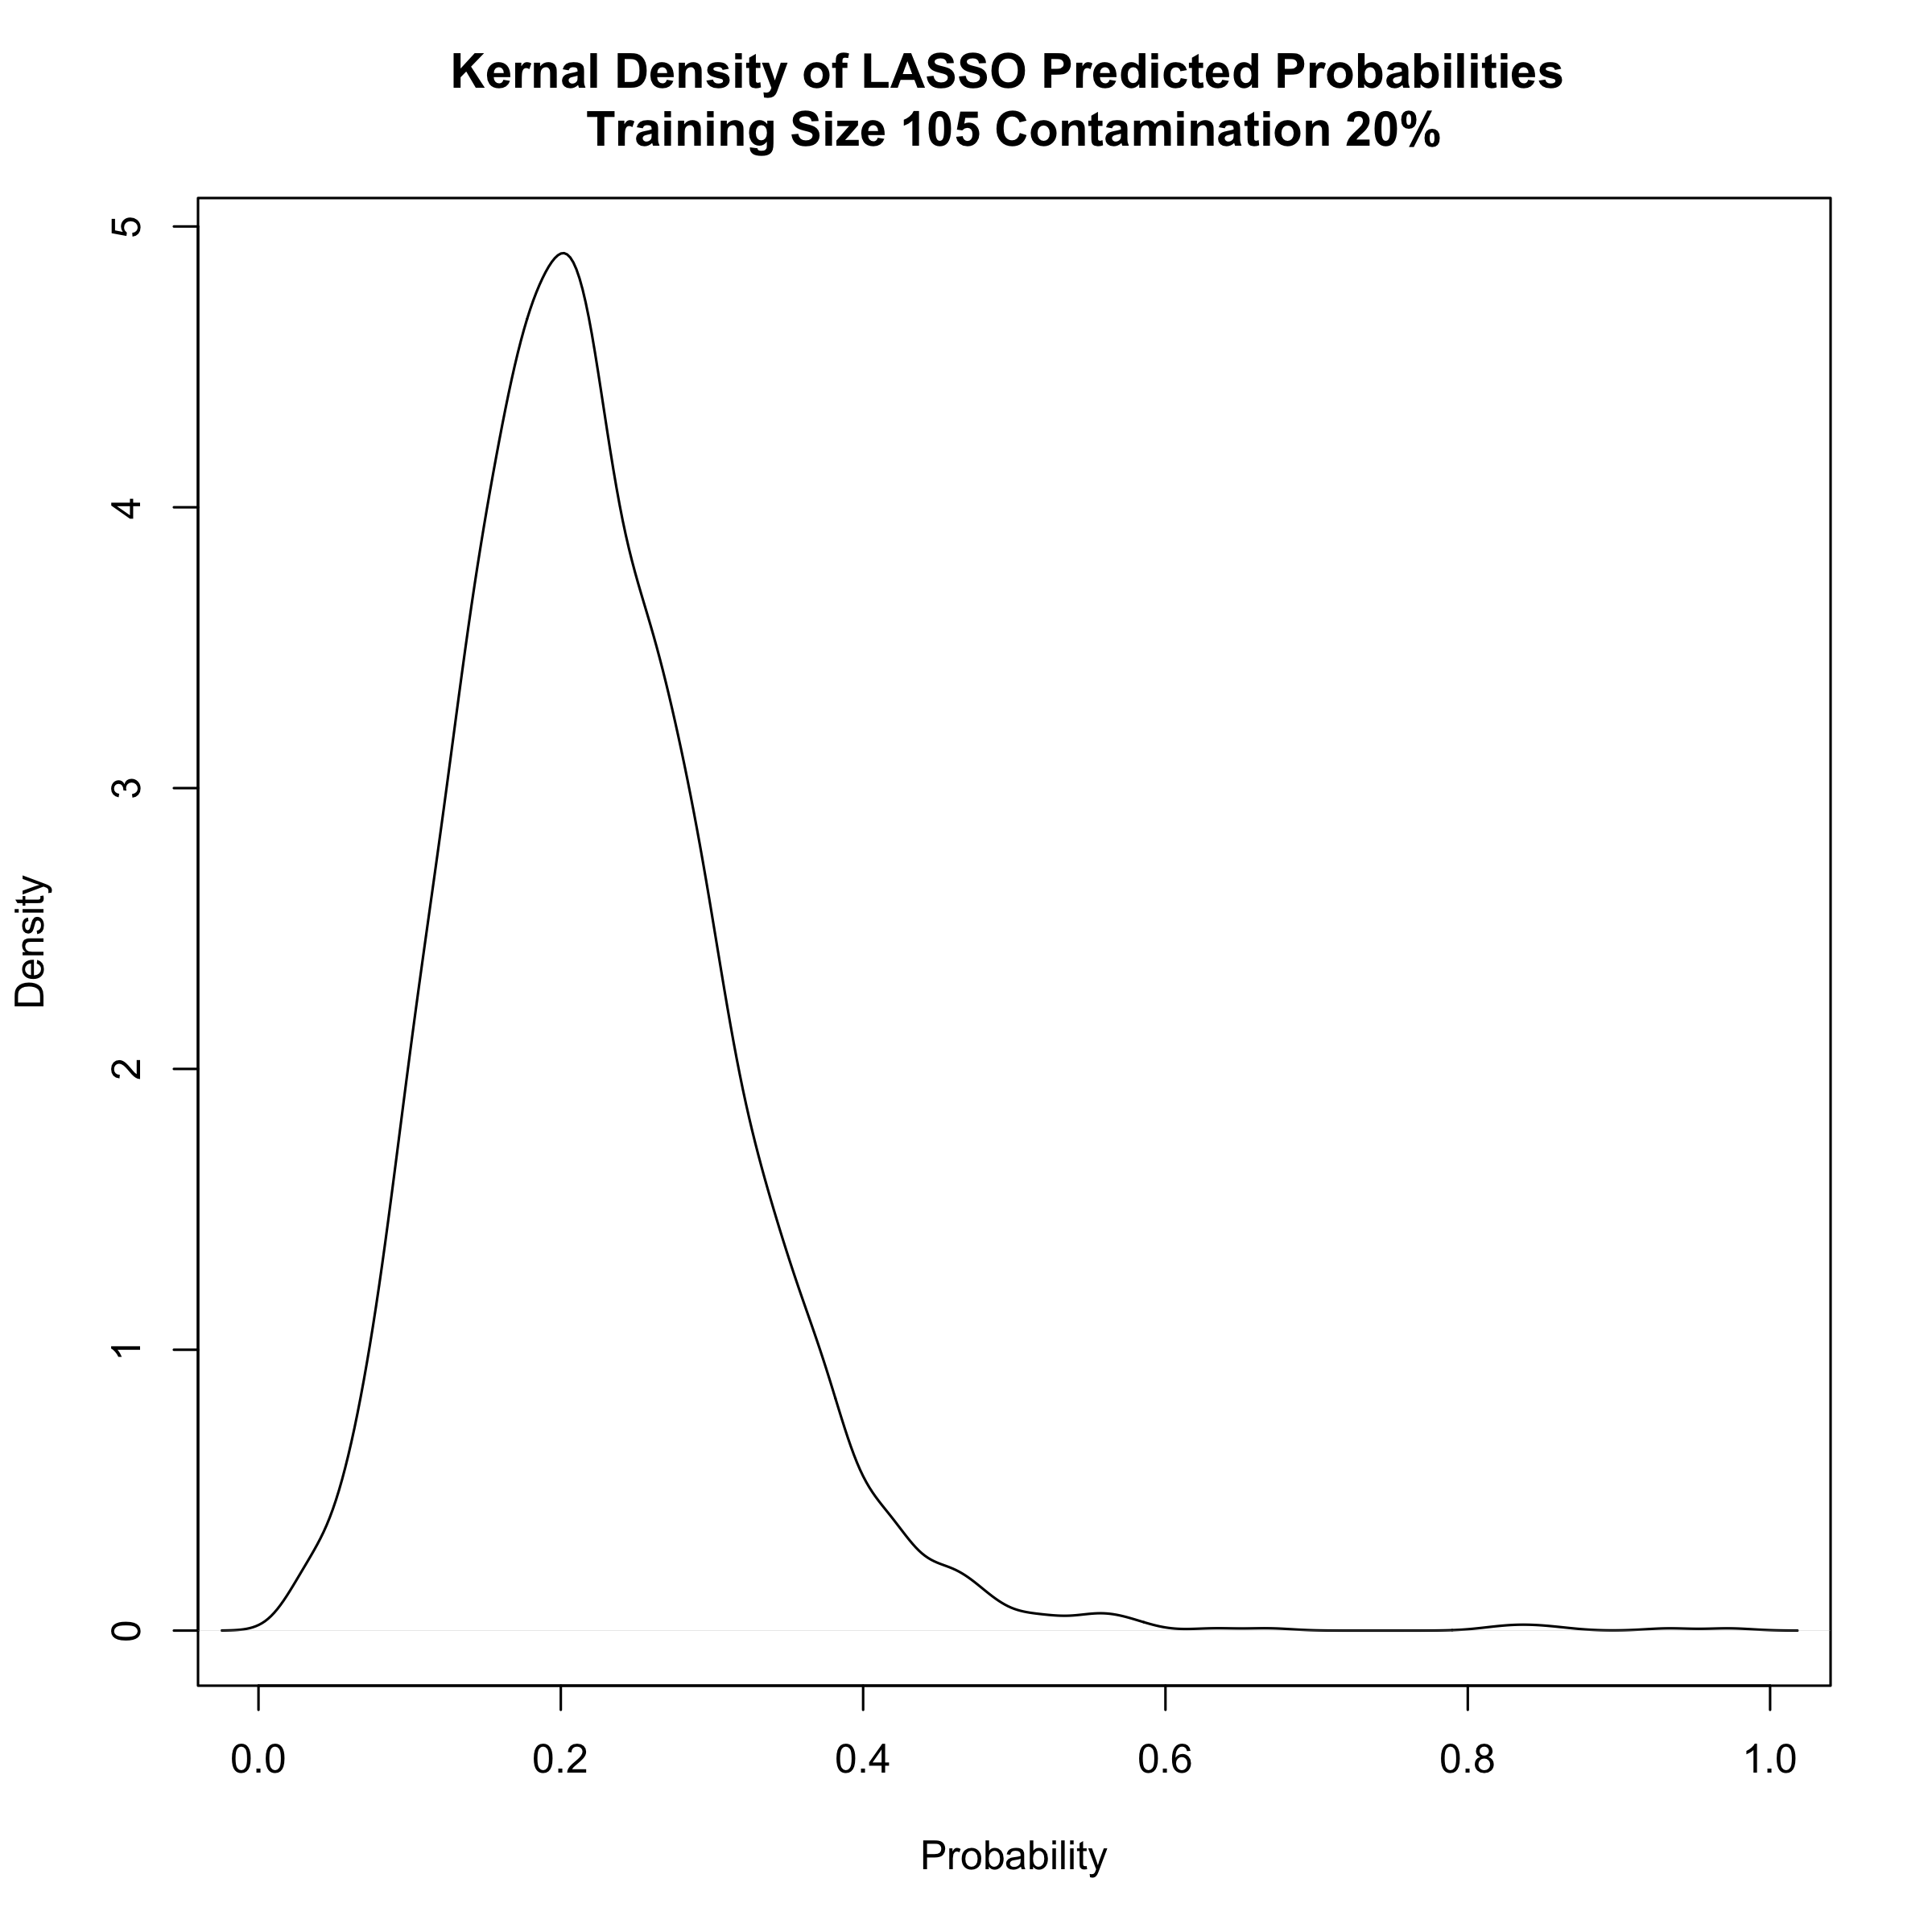 Kernal Density of LASSO Predicted Probabilities
Training Size 105 Contamination 20%
5
4
3
2
1
0
Density
0.0 0.2 0.4 0.6 0.8 1.0
Probability